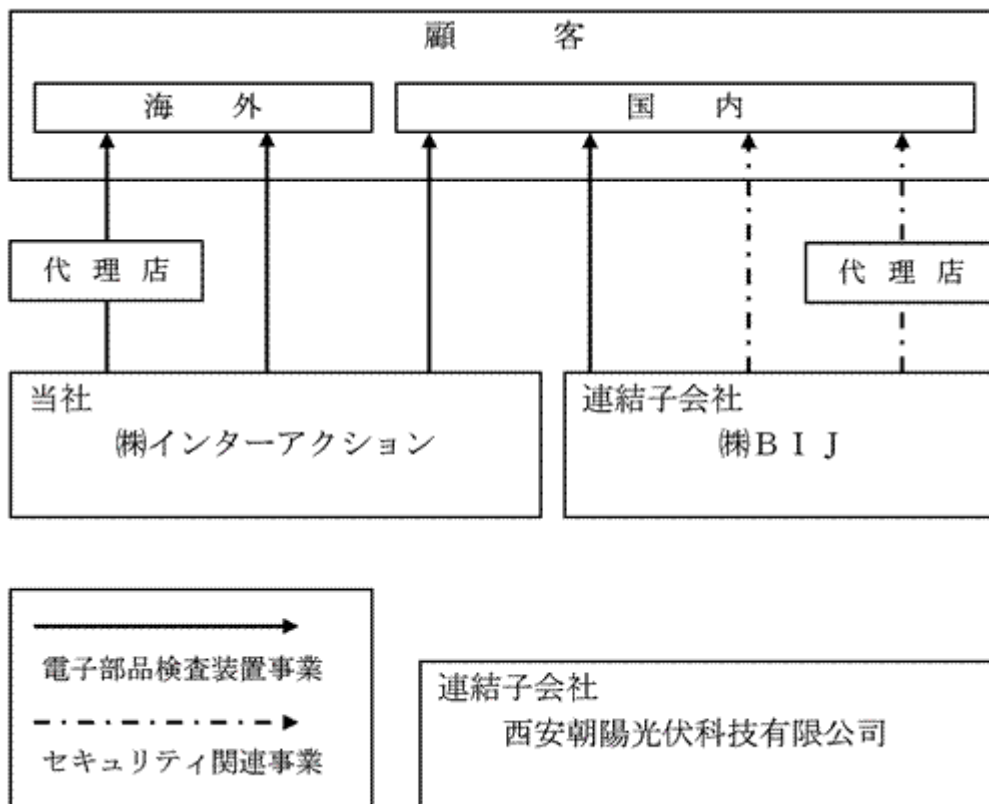 顧客
海外
国内
代理店
代理店
当社
㈱インターアクション
連結子会社
㈱ＢＩＪ
電子部品検査装置事業
セキュリティ関連事業
連結子会社
西安朝陽光伏科技有限公司